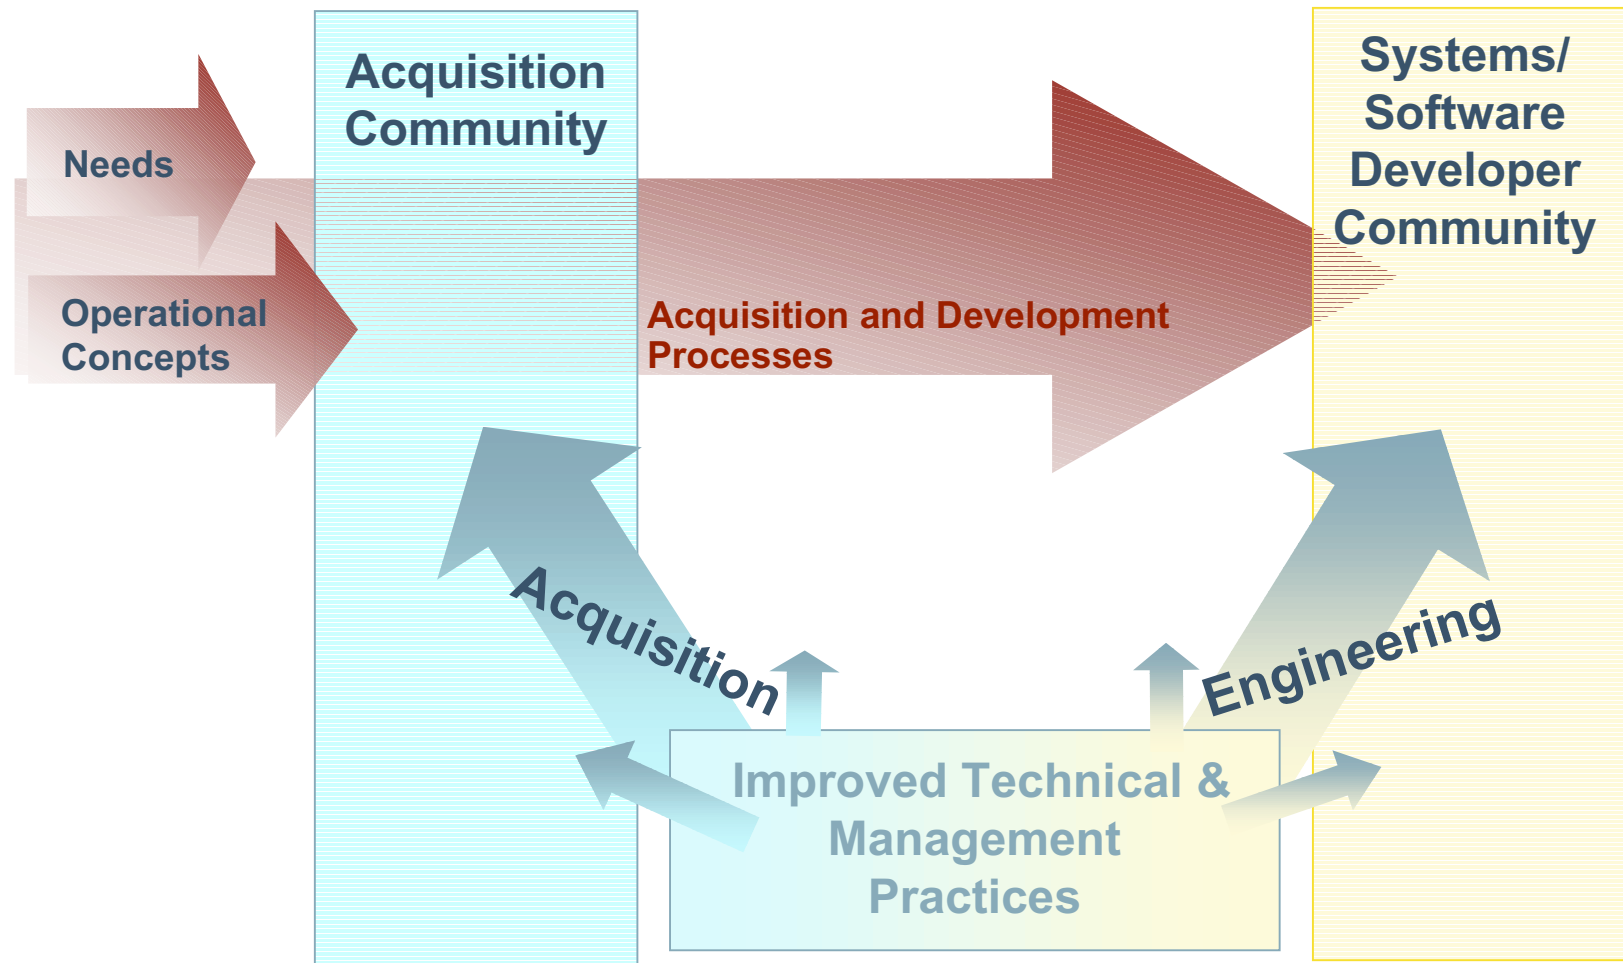 Acquisition
Community
Systems/
Software
Developer
Community
Needs
Operational
Concepts
Acquisition and Development
Processes
Acquisition
Engineering
Improved Technical &
Management
Practices